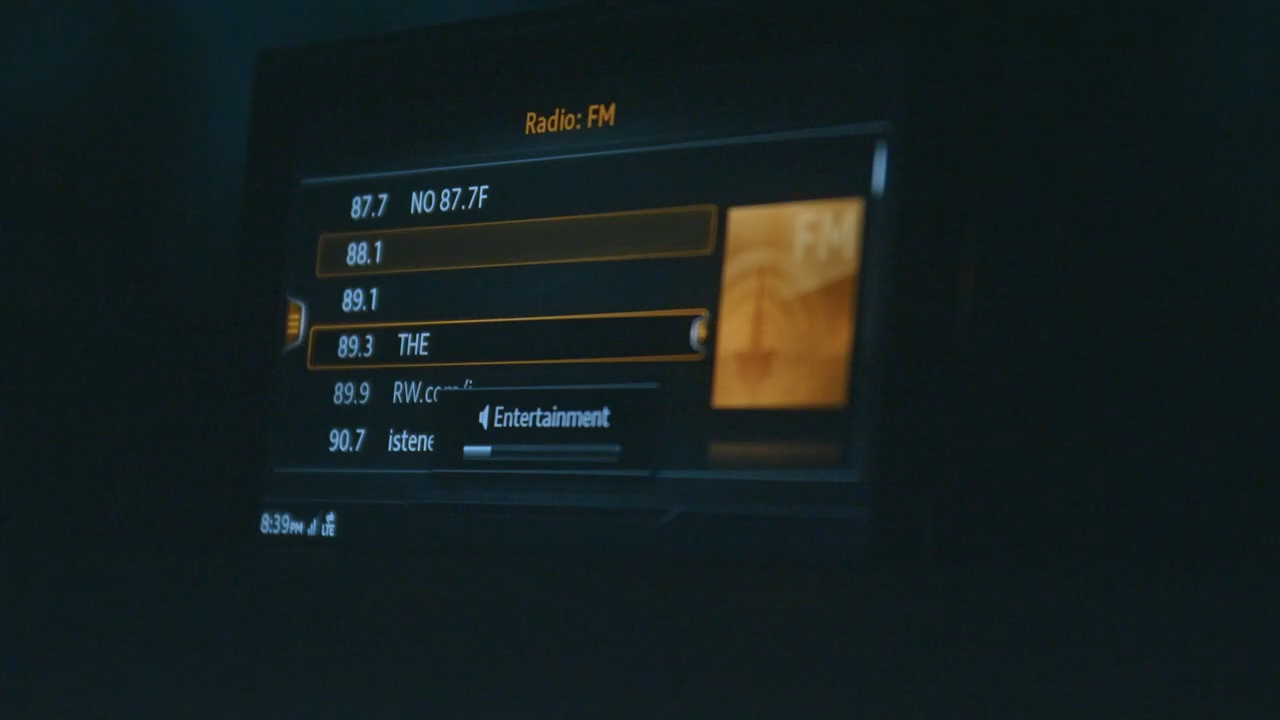 Radio: FM
87.7 NO 87.7F
88.1
89.1
89.3 THE
89.9
90.7 istene
FM
Entertainment
8:39PM LTE